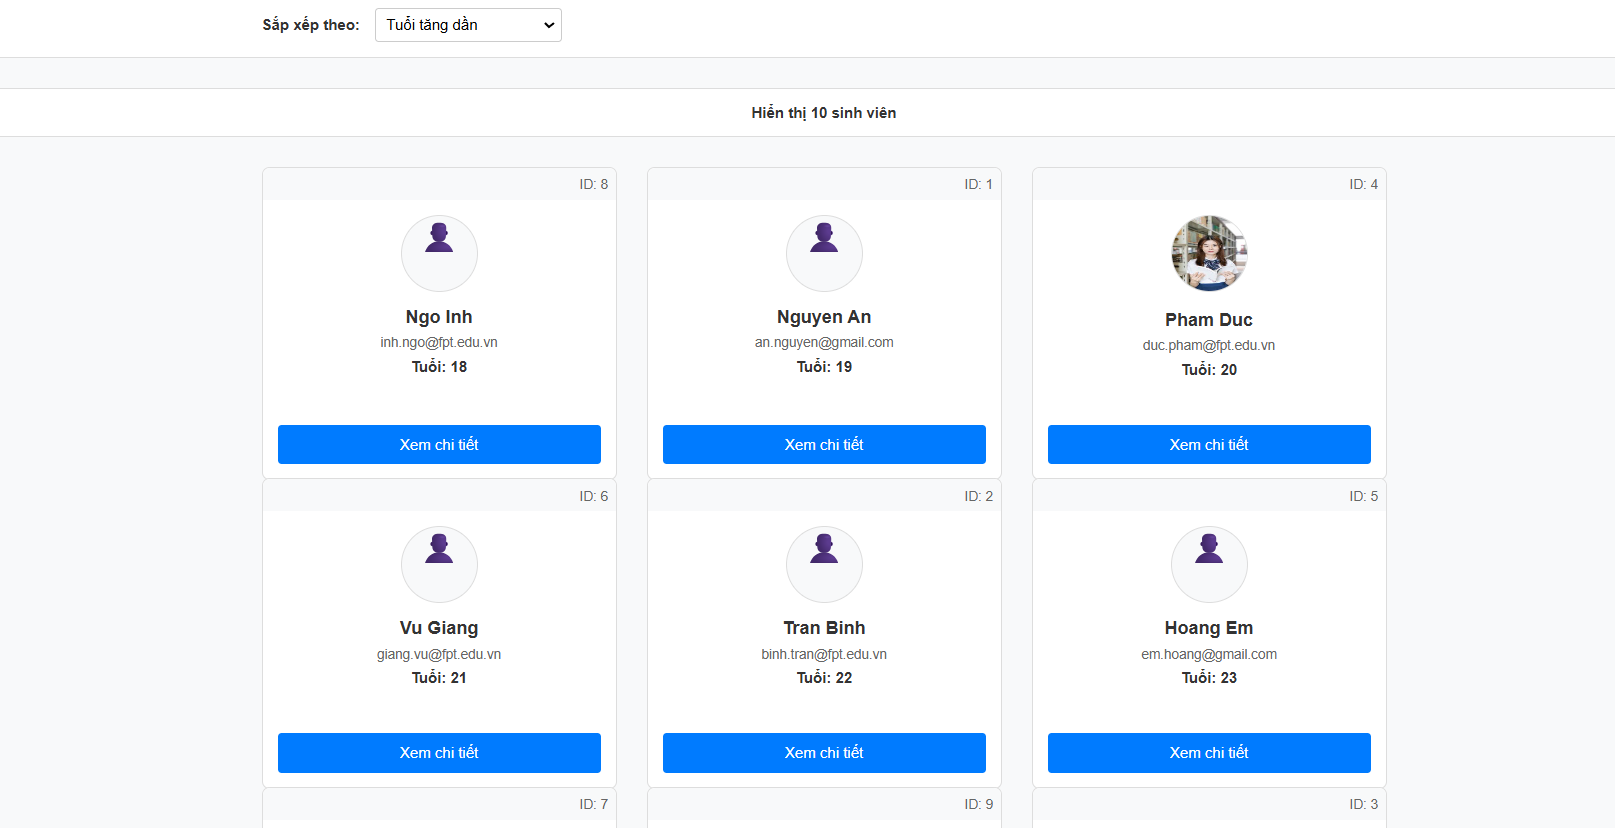 Sắp xếp theo: Tuổi tăng dần
Hiển thị 10 sinh viên
ID: 8
Ngo Inh
inh.ngo@fpt.edu.vn
Tuổi: 18
Xem chi tiết
ID: 1
Nguyen An
an.nguyen@gmail.com
Tuổi: 19
Xem chi tiết
ID: 4
Pham Duc
duc.pham@fpt.edu.vn
Tuổi: 20
Xem chi tiết
ID: 6
Vu Giang
giang.vu@fpt.edu.vn
Tuổi: 21
Xem chi tiết
ID: 2
Tran Binh
binh.tran@fpt.edu.vn
Tuổi: 22
Xem chi tiết
ID: 5
Hoang Em
em.hoang@gmail.com
Tuổi: 23
Xem chi tiết
ID: 7
ID: 9
ID: 3